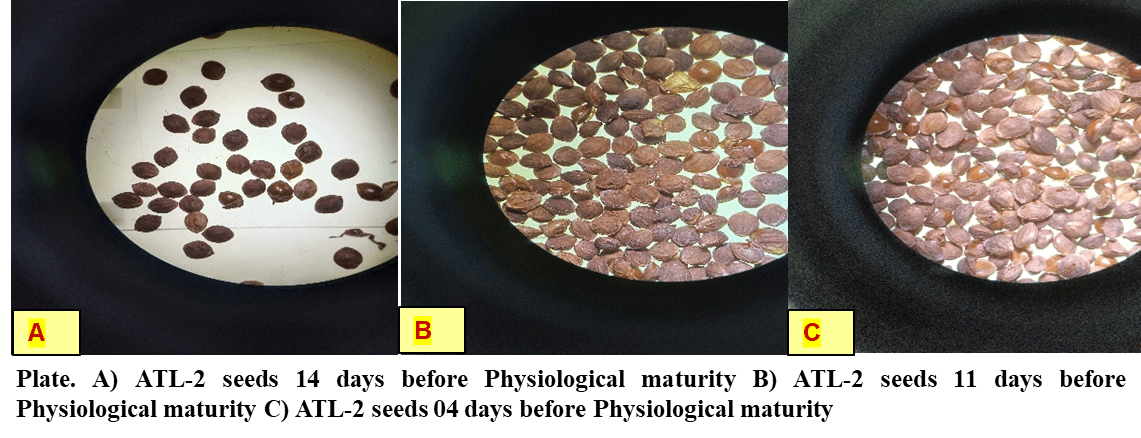 A
B
C
Plate. A) ATL-2 seeds 14 days before Physiological maturity B) ATL-2 seeds 11 days before
Physiological maturity C) ATL-2 seeds 04 days before Physiological maturity